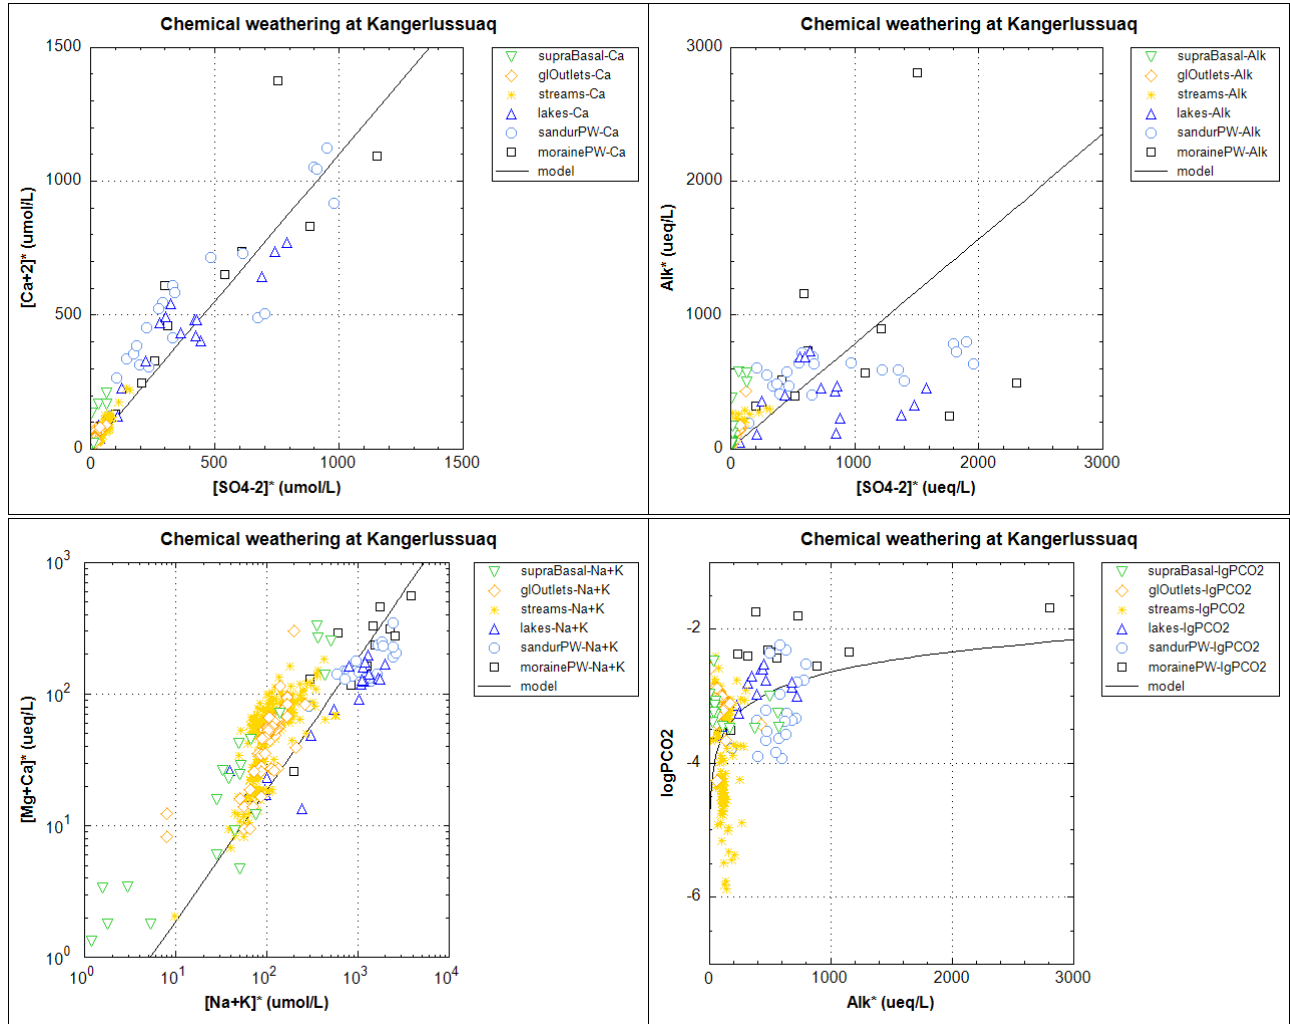 Chemical weathering at Kangerlussuaq
1500
1000
500
0
0
500
1000
1500
[Ca+2]* (umol/L)
[SO4-2]* (umol/L)
supraBasal-Ca
glOutlets-Ca
streams-Ca
lakes-Ca
sandurPW-Ca
morainePW-Ca
model
Chemical weathering at Kangerlussuaq
3000
2000
1000
0
0
1000
2000
3000
Alk* (ueq/L)
[SO4-2]* (ueq/L)
supraBasal-Alk
glOutlets-Alk
streams-Alk
lakes-Alk
sandurPW-Alk
morainePW-Alk
model
Chemical weathering at Kangerlussuaq
10^3
10^2
10^1
10^0
10^0
10^1
10^2
10^3
10^4
[Mg+Ca]* (ueq/L)
[Na+K]* (umol/L)
supraBasal-Na+K
glOutlets-Na+K
streams-Na+K
lakes-Na+K
sandurPW-Na+K
morainePW-Na+K
model
Chemical weathering at Kangerlussuaq
-2
-4
-6
0
1000
2000
3000
logPCO2
Alk* (ueq/L)
supraBasal-lgPCO2
glOutlets-lgPCO2
streams-lgPCO2
lakes-lgPCO2
sandurPW-lgPCO2
morainePW-lgPCO2
model